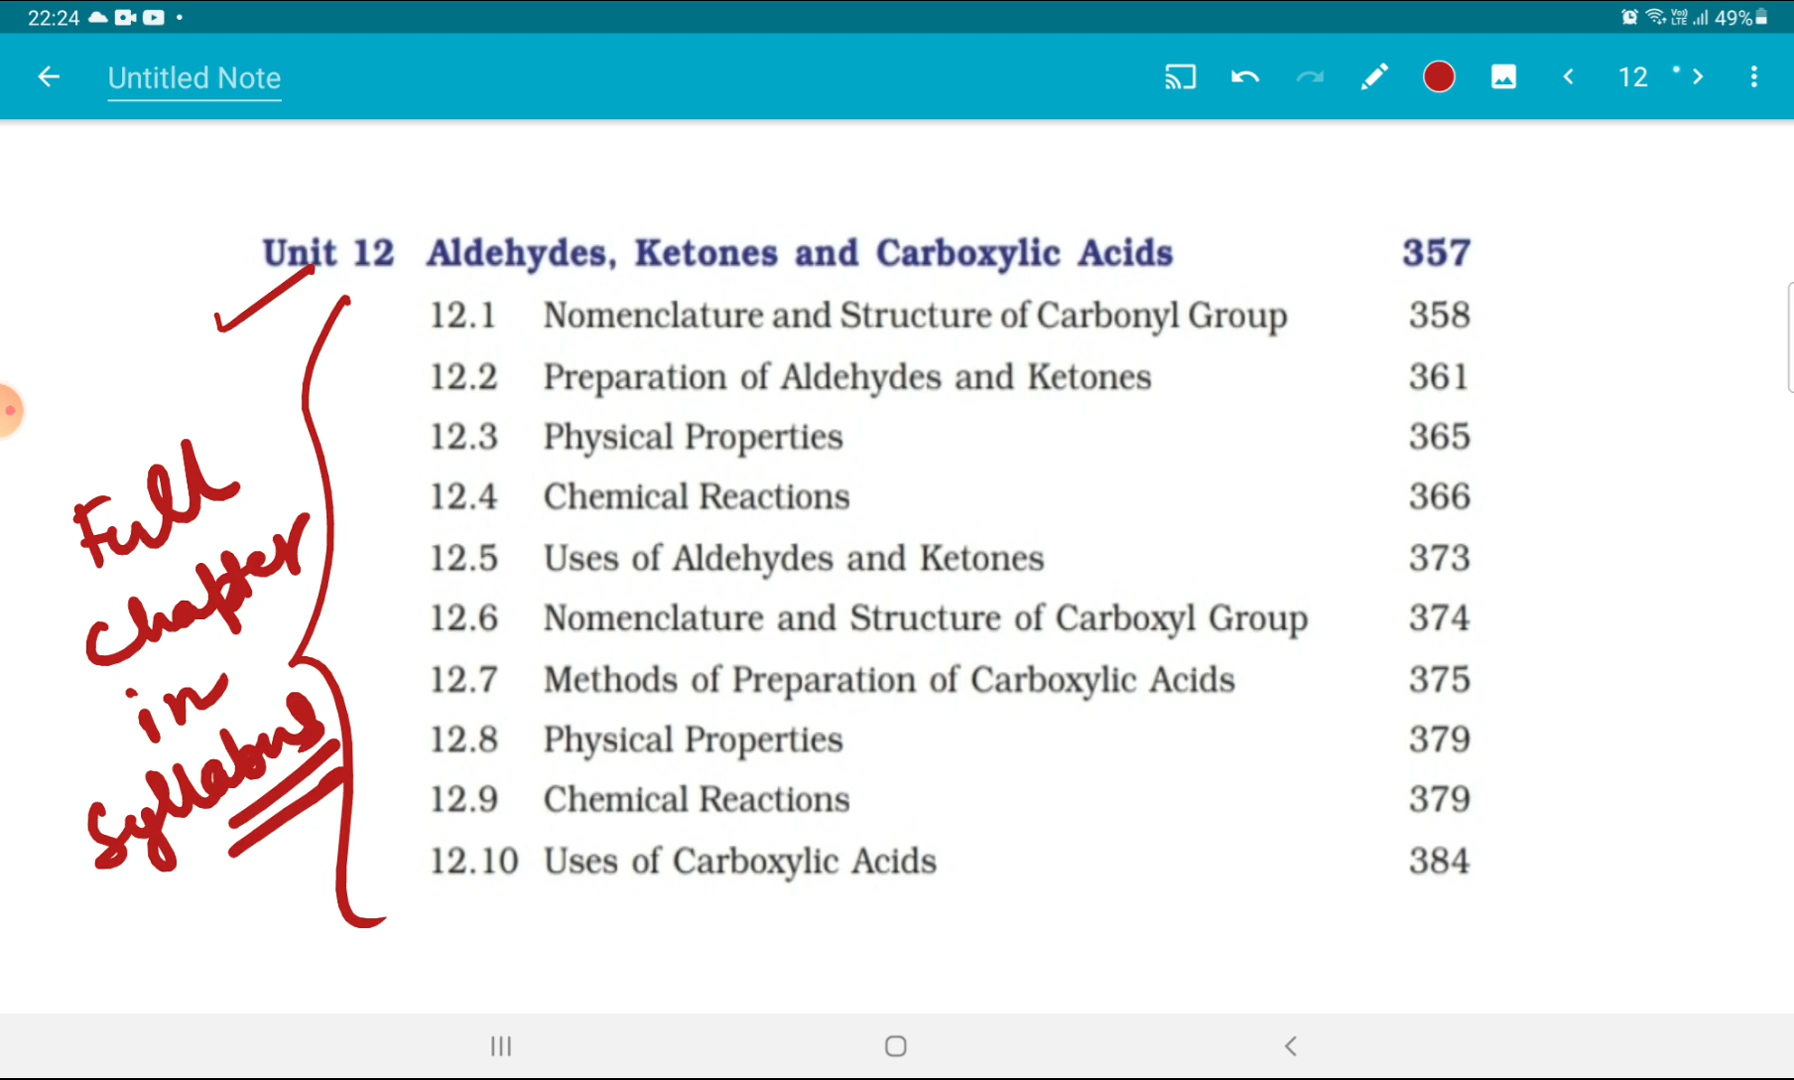 22:24
Vo)) LTE 49%
Untitled Note
12
Unit 12 Aldehydes, Ketones and Carboxylic Acids 357
12.1 Nomenclature and Structure of Carbonyl Group 358
12.2 Preparation of Aldehydes and Ketones 361
12.3 Physical Properties 365
12.4 Chemical Reactions 366
12.5 Uses of Aldehydes and Ketones 373
12.6 Nomenclature and Structure of Carboxyl Group 374
12.7 Methods of Preparation of Carboxylic Acids 375
12.8 Physical Properties 379
12.9 Chemical Reactions 379
12.10 Uses of Carboxylic Acids 384
Full
Chapter
in
Syllabus